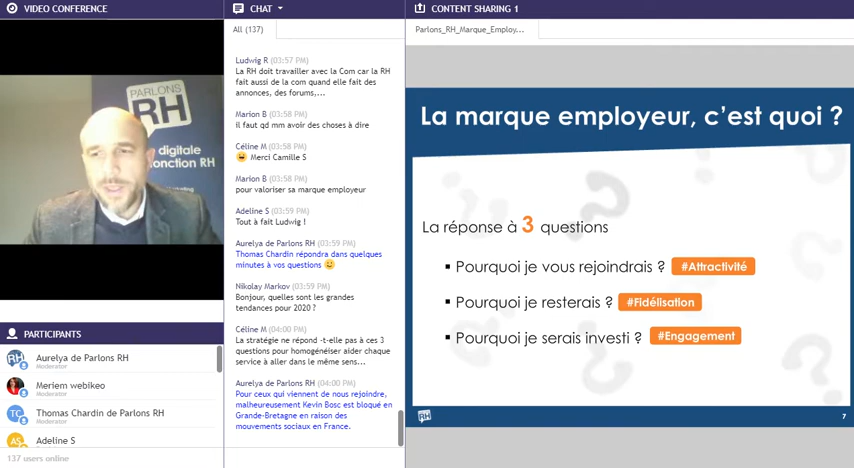 VIDEO CONFERENCE
PARLONS
RH
digitale
onction RH
PARTICIPANTS
RH
Aurelya de Parlons RH
Moderator
Meriem webikeo
Moderator
TC
Thomas Chardin de Parlons RH
Moderator
AS
Adeline S
137 users online
CHAT
All (137)
Ludwig R (03:57 PM)
La RH doit travailler avec la Com car la RH
fait aussi de la com quand elle fait des
annonces, des forums,...
Marion B (03:58 PM)
il faut qd mm avoir des choses à dire
Céline M (03:58 PM)
Merci Camille S
Marion B (03:58 PM)
pour valoriser sa marque employeur
Adeline S (03:59 PM)
Tout à fait Ludwig !
Aurelya de Parlons RH (03:59 PM)
Thomas Chardin répondra dans quelques
minutes à vos questions
Nikolay Markov (03:59 PM)
Bonjour, quelles sont les grandes
tendances pour 2020 ?
Céline M (04:00 PM)
La stratégie ne répond -t-elle pas à ces 3
questions pour homogénéiser aider chaque
service à aller dans le même sens...
Aurelya de Parlons RH (04:00 PM)
Pour ceux qui viennent de nous rejoindre,
malheureusement Kevin Bosc est bloqué en
Grande-Bretagne en raison des
mouvements sociaux en France.
CONTENT SHARING 1
Parlons_RH_Marque_Employ...
La marque employeur, c'est quoi ?
La réponse à 3 questions
▪ Pourquoi je vous rejoindrais ? #Attractivité
▪ Pourquoi je resterais ? #Fidélisation
▪ Pourquoi je serais investi ? #Engagement
RH
7